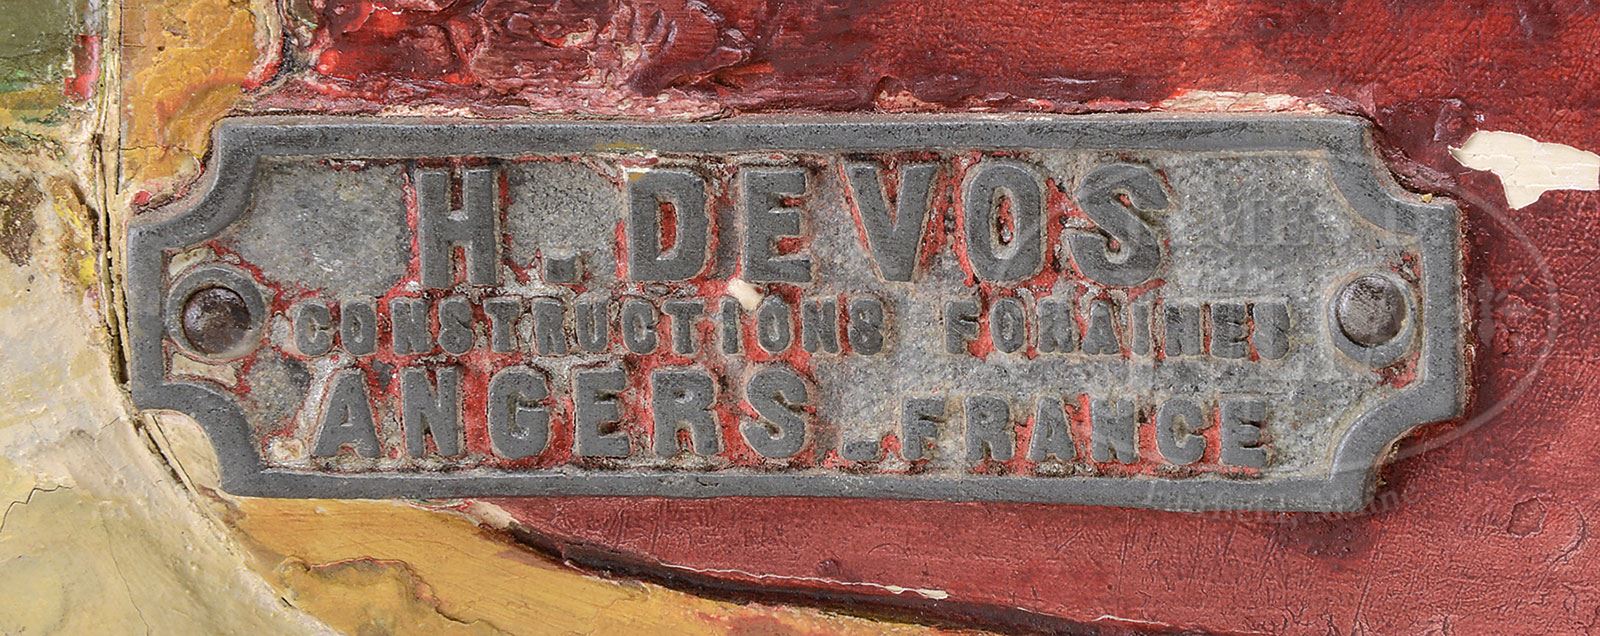 H. DEVOS
CONSTRUCTIONS FORAINES
ANGERS - FRANCE